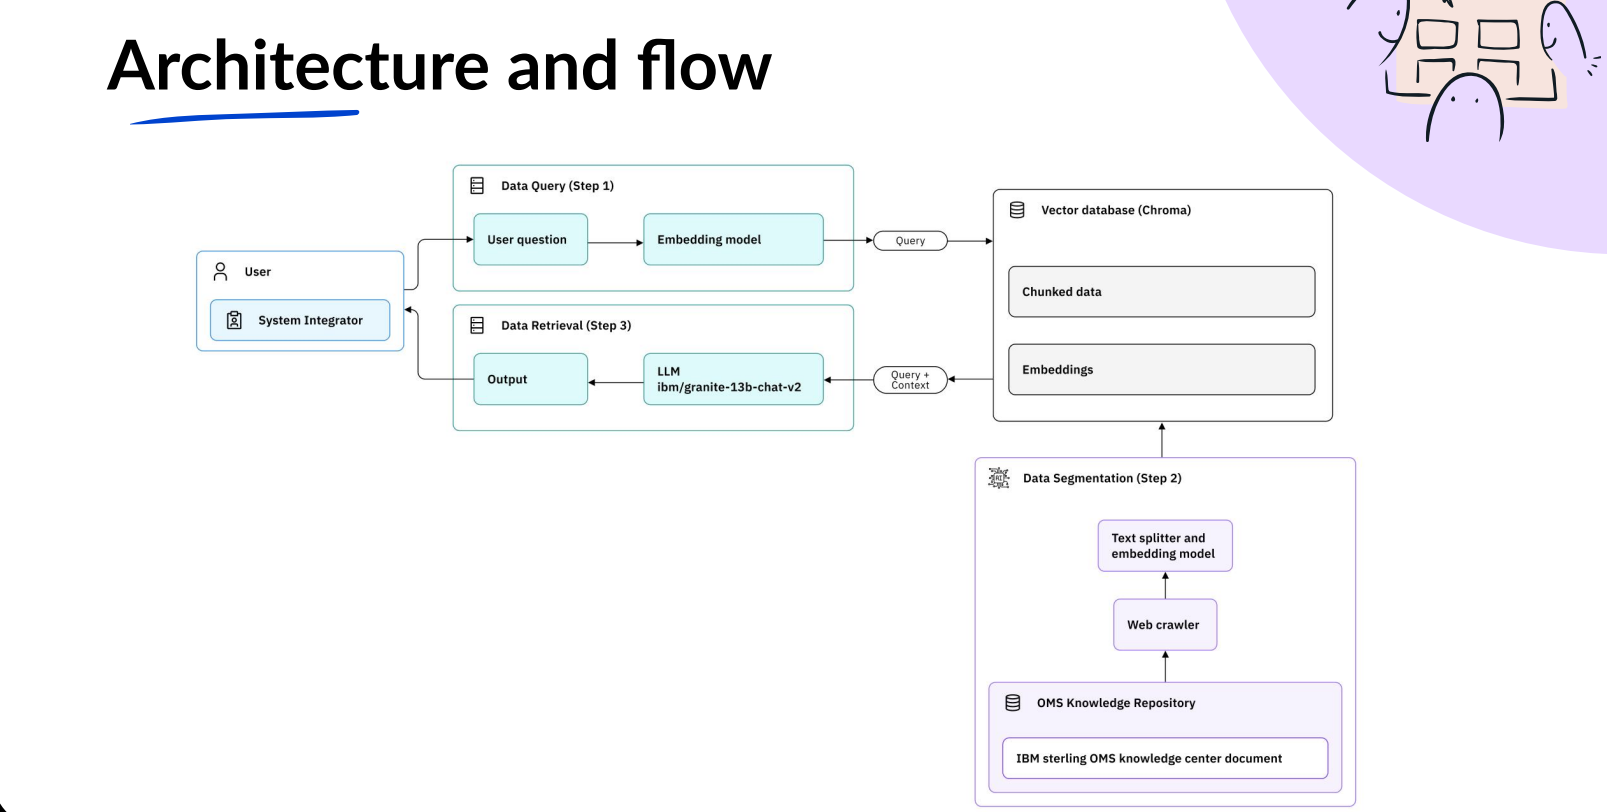 Architecture and flow
Data Query (Step 1)
User question
Embedding model
Query
Vector database (Chroma)
Chunked data
Embeddings
User
System Integrator
Data Retrieval (Step 3)
Output
LLM
ibm/granite-13b-chat-v2
Query +
Context
Data Segmentation (Step 2)
Text splitter and
embedding model
Web crawler
OMS Knowledge Repository
IBM sterling OMS knowledge center document